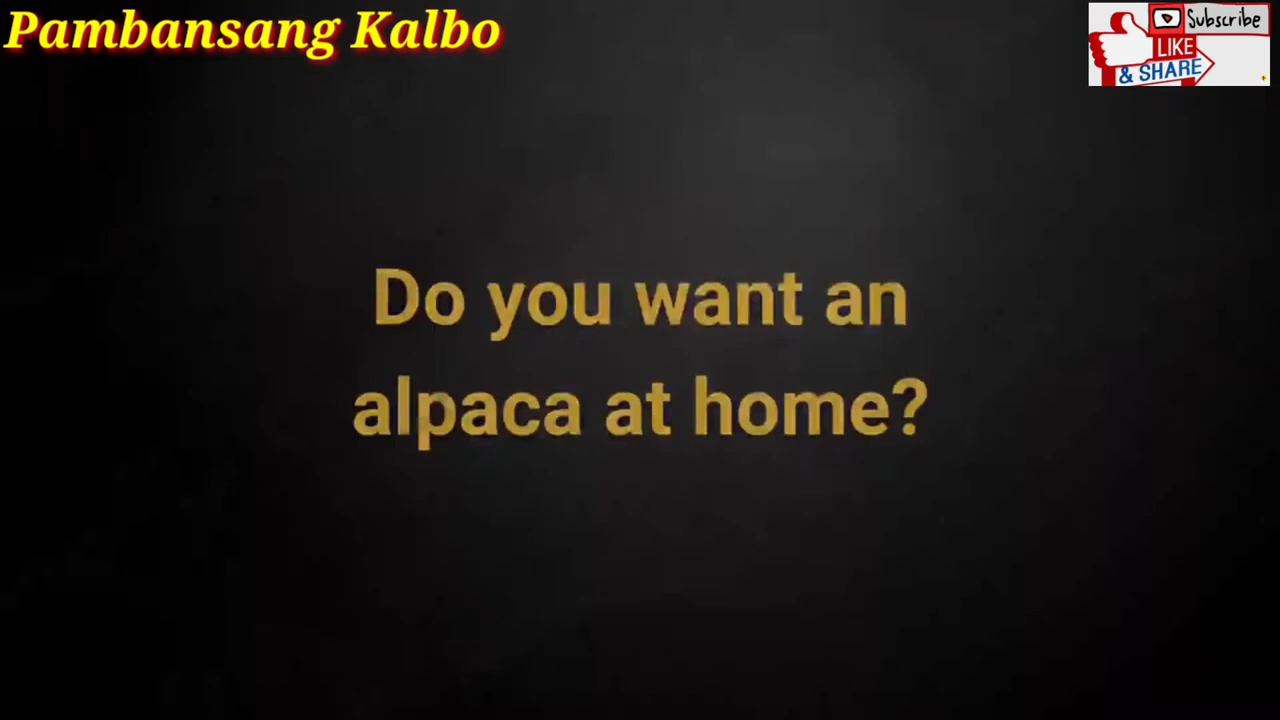 Pambansang Kalbo
Subscribe
LIKE
& SHARE
Do you want an
alpaca at home?